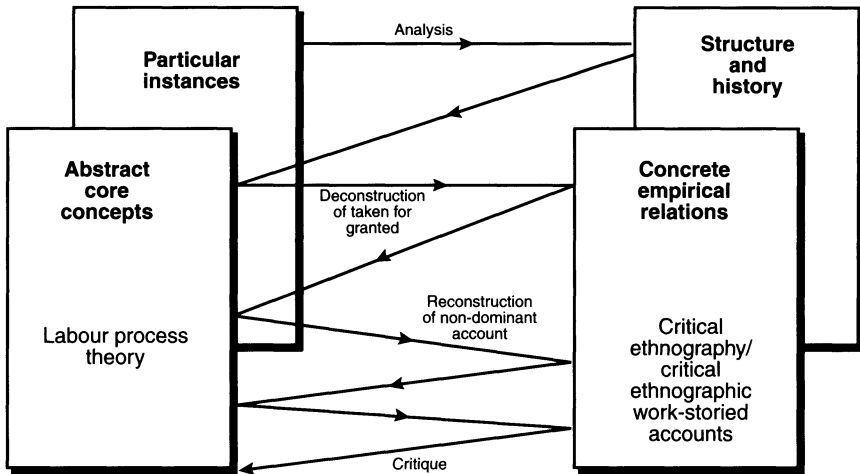 Analysis
Particular
instances
Structure
and
history
Abstract
core
concepts
Deconstruction
of taken for
granted
Concrete
empirical
relations
Reconstruction
of non-dominant
account
Labour process
theory
Critical
ethnography/
critical
ethnographic
work-storied
accounts
Critique